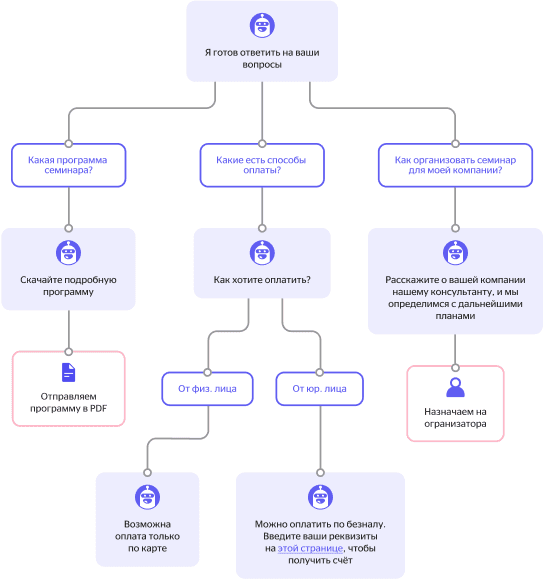 Я готов ответить на ваши
вопросы
Какая программа
семинара?
Какие есть способы
оплаты?
Как организовать семинар
для моей компании?
Скачайте подробную
программу
Как хотите оплатить?
Расскажите о вашей компании
нашему консультанту, и мы
определимся с дальнейшими
планами
Отправляем
программу в PDF
От физ. лица
От юр. лица
Назначаем на
огранизатора
Возможна
оплата только
по карте
Можно оплатить по безналу.
Введите ваши реквизиты
на этой странице, чтобы
получить счёт